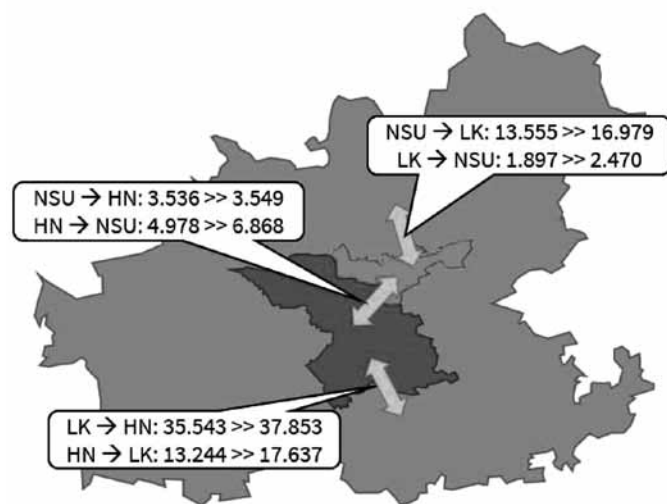 NSU → LK: 13.555 >> 16.979
LK → NSU: 1.897 >> 2.470
NSU → HN: 3.536 >> 3.549
HN → NSU: 4.978 >> 6.868
LK → HN: 35.543 >> 37.853
HN → LK: 13.244 >> 17.637